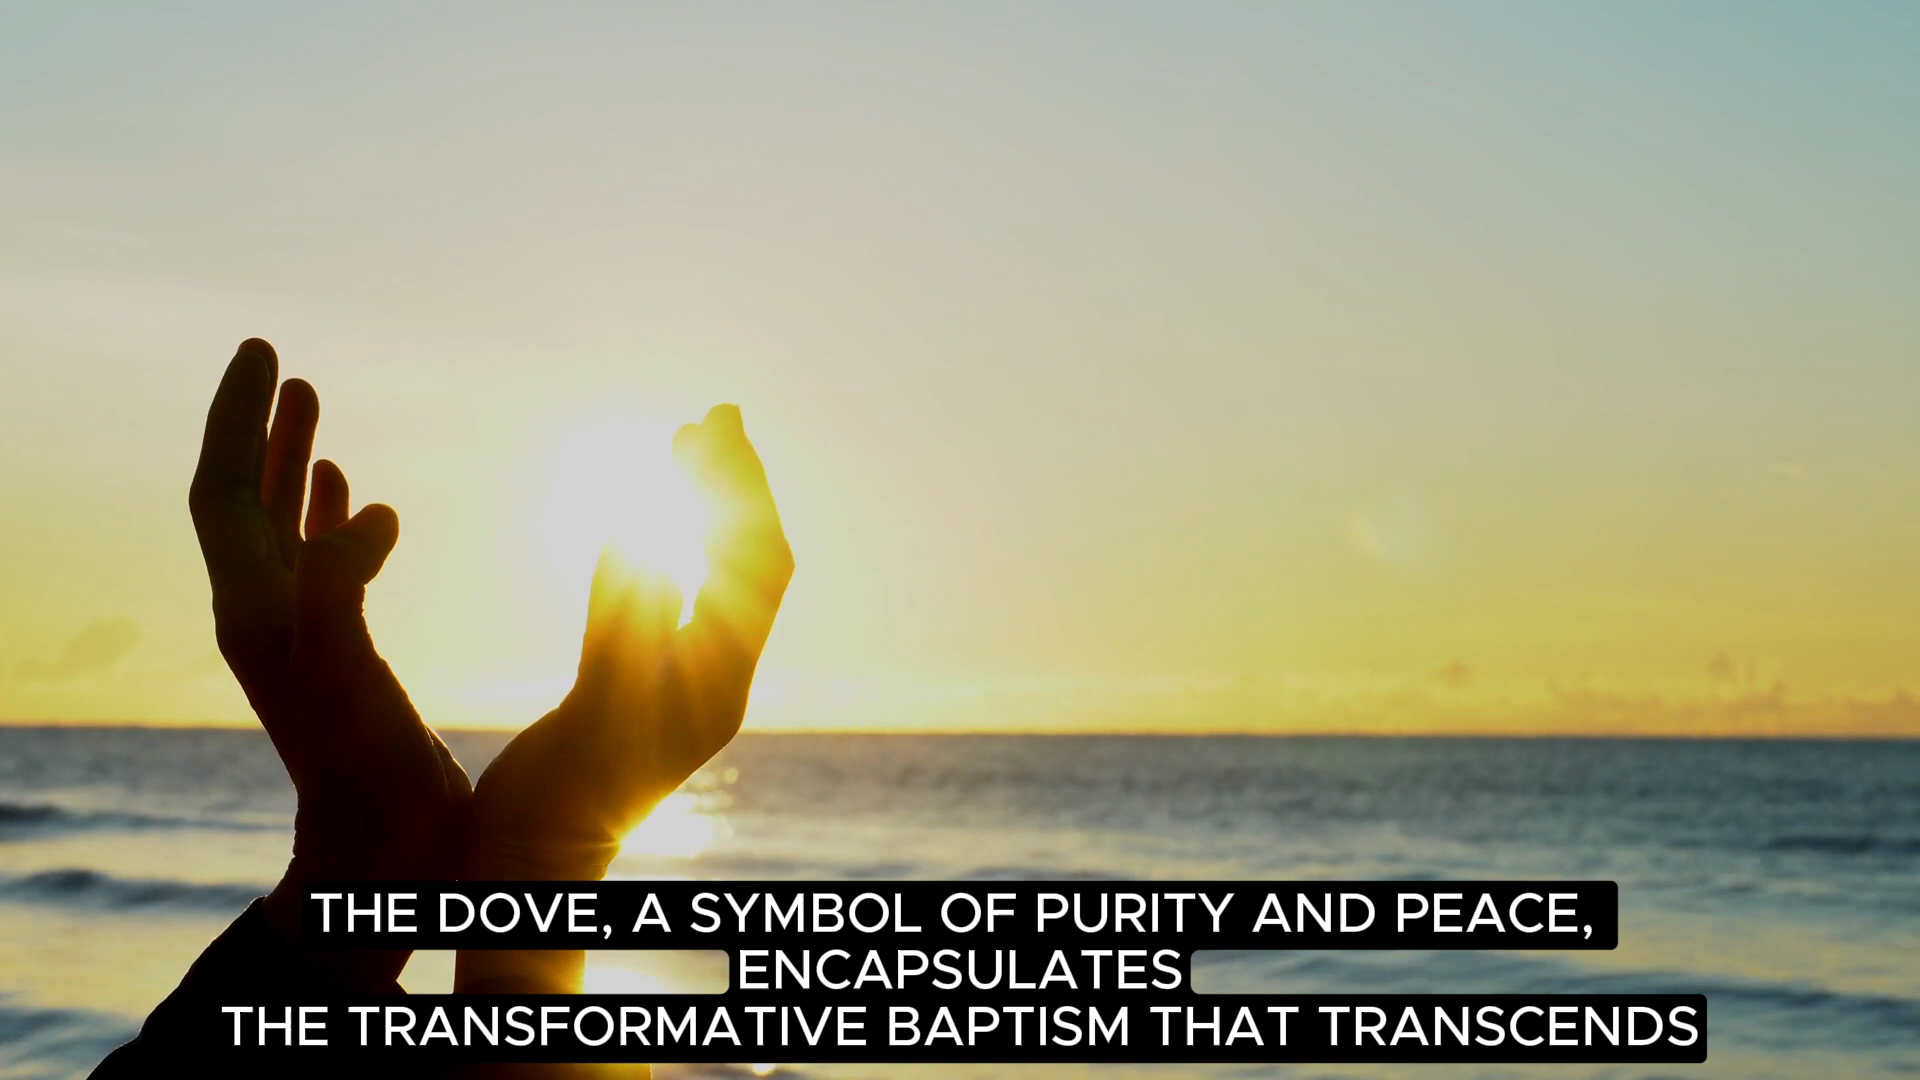 THE DOVE, A SYMBOL OF PURITY AND PEACE,
ENCAPSULATES
THE TRANSFORMATIVE BAPTISM THAT TRANSCENDS